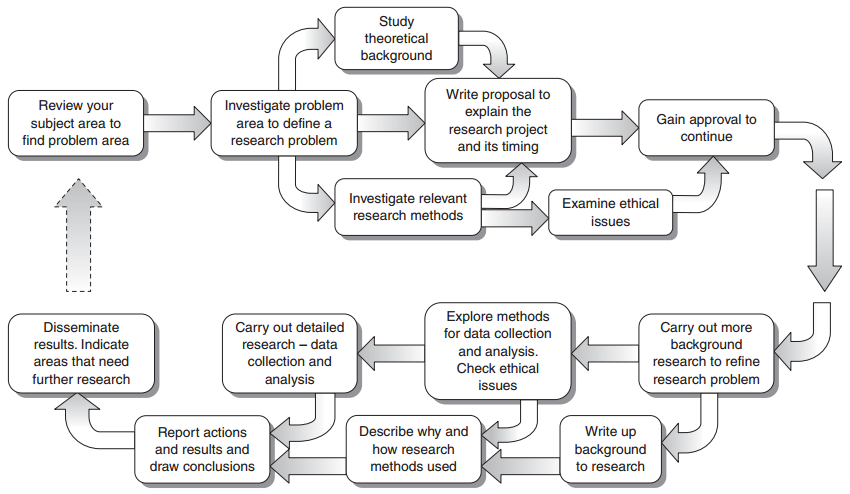 Study
theoretical
background
Review your
subject area to
find problem area
Investigate problem
area to define a
research problem
Write proposal to
explain the
research project
and its timing
Gain approval to
continue
Investigate relevant
research methods
Examine ethical
issues
Disseminate
results. Indicate
areas that need
further research
Carry out detailed
research – data
collection and
analysis
Explore methods
for data collection
and analysis.
Check ethical
issues
Carry out more
background
research to refine
research problem
Report actions
and results and
draw conclusions
Describe why and
how research
methods used
Write up
background
to research